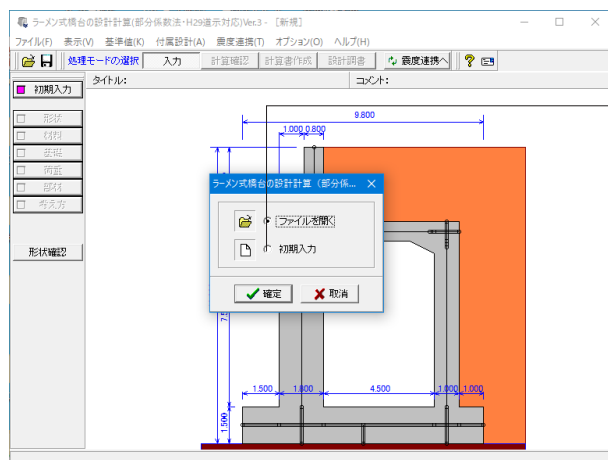 ラーメン式橋台の設計計算(部分係数法・H29道示対応)Ver.3 - [新規]
ファイル(F) 表示(V) 基準値(K) 付属設計(A) 震度連携(T) オプション(O) ヘルプ(H)
処理モードの選択 入力 計算確認 計算書作成 設計調書 震度連携へ
初期入力 タイトル: コメント:
形状
材料
基礎
荷重
部材
考え方
形状確認
9.800
1.000 0.800
ラーメン式橋台の設計計算（部分係...
ファイルを開く
初期入力
確定 取消
7.5
1.500 1.800 4.500 1.000 1.000
1.500